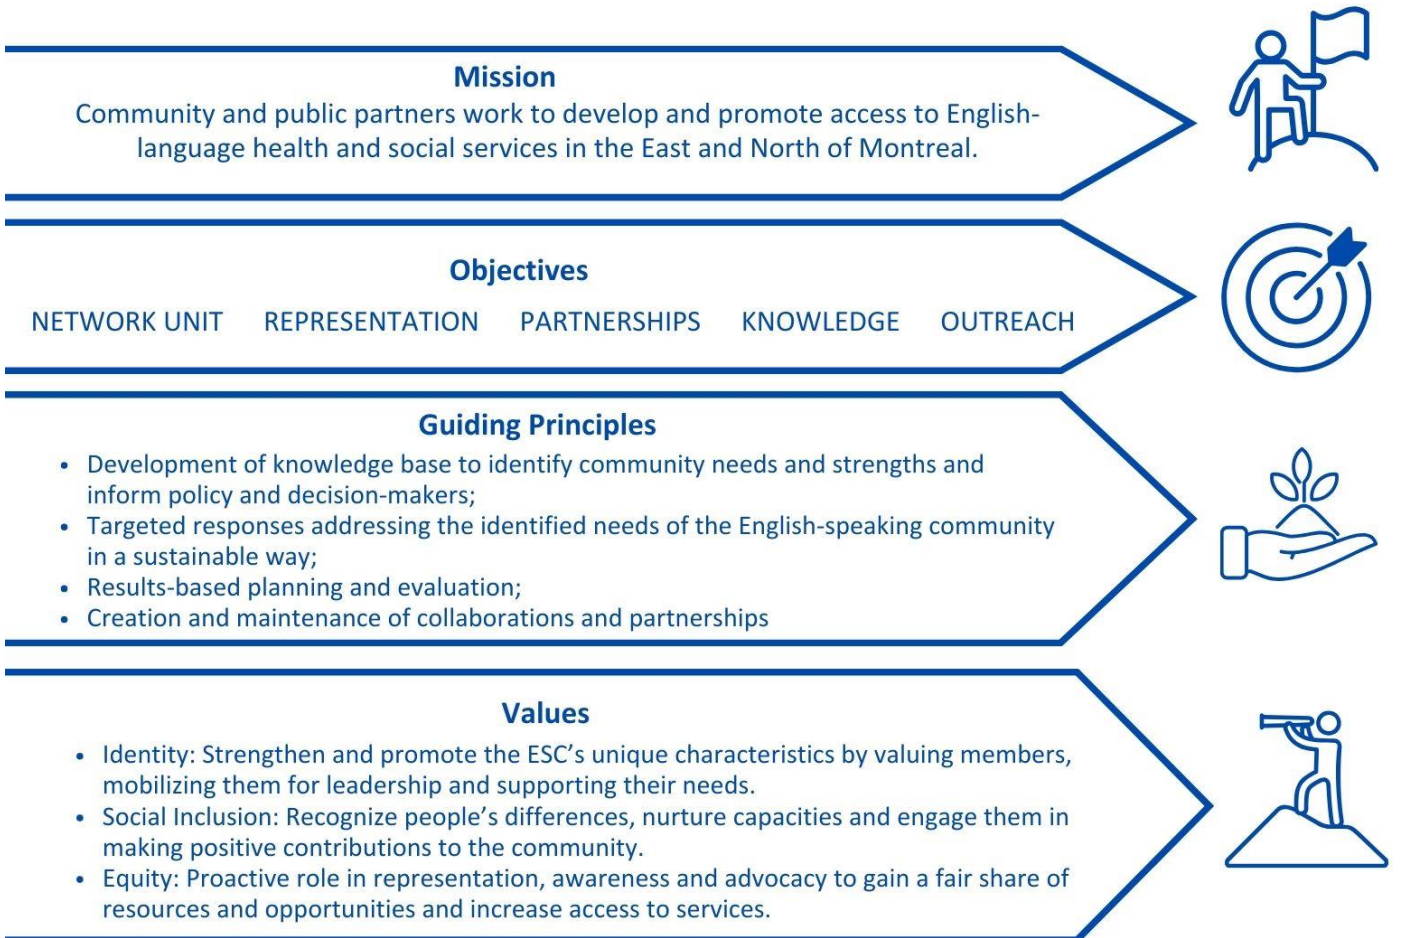 Mission
Community and public partners work to develop and promote access to English-
language health and social services in the East and North of Montreal.
Objectives
NETWORK UNIT REPRESENTATION PARTNERSHIPS KNOWLEDGE OUTREACH
Guiding Principles
• Development of knowledge base to identify community needs and strengths and
inform policy and decision-makers;
• Targeted responses addressing the identified needs of the English-speaking community
in a sustainable way;
• Results-based planning and evaluation;
• Creation and maintenance of collaborations and partnerships
Values
• Identity: Strengthen and promote the ESC’s unique characteristics by valuing members,
mobilizing them for leadership and supporting their needs.
• Social Inclusion: Recognize people’s differences, nurture capacities and engage them in
making positive contributions to the community.
• Equity: Proactive role in representation, awareness and advocacy to gain a fair share of
resources and opportunities and increase access to services.